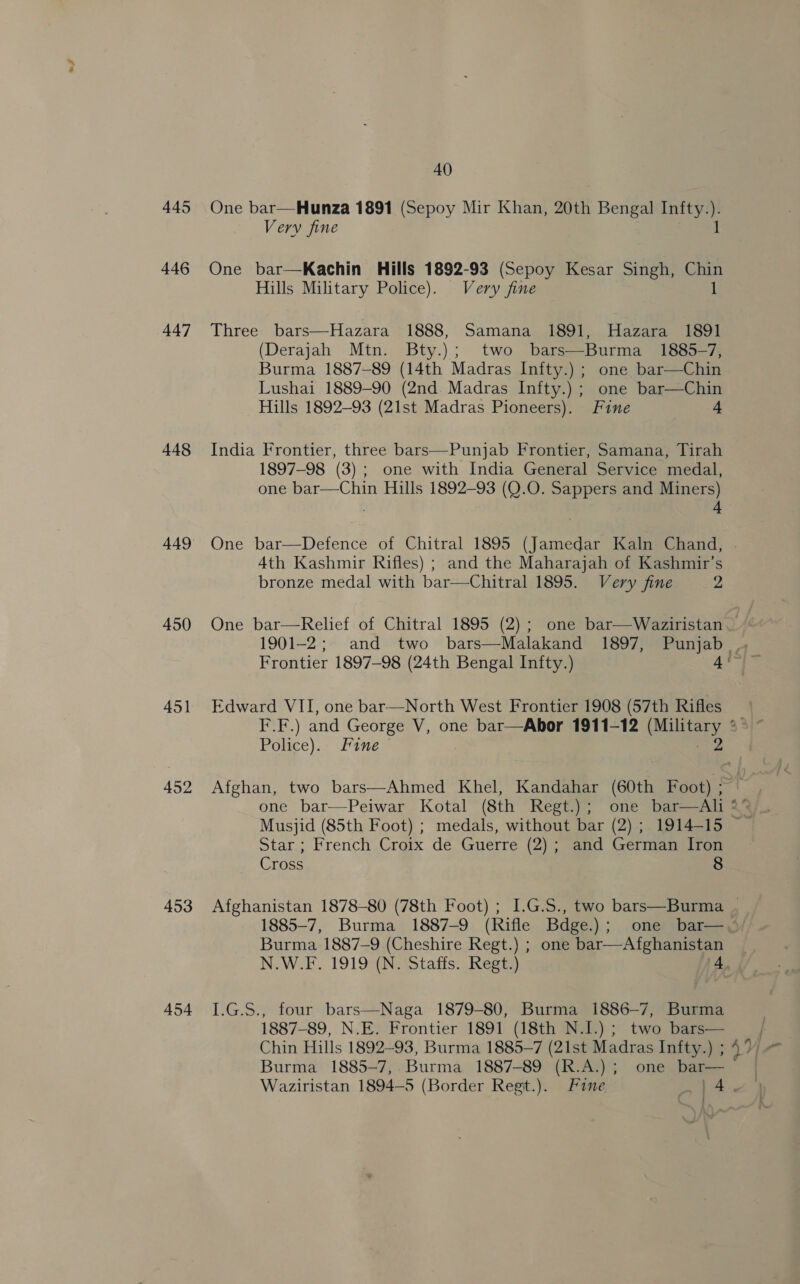 40
445 One bar—Hunza 1891 (Sepoy Mir Khan, 20th Bengal Infty.).
Very fine 1
446 One bar—Kachin Hills 1892-93 (Sepoy Kesar Singh, Chin
Hills Military Police). Very fine 1
447 Three bars—Hazara 1888, Samana 1891, Hazara 1891
(Derajah Mtn. Bty.); two bars—Burma 1885-7,
Burma 1887-89 (14th Madras Infty.); one bar—Chin
Lushai 1889-90 (2nd Madras Infty.); one bar—Chin
Hills 1892-93 (21st Madras Pioneers). Fine 4
448 India Frontier, three bars—Punjab Frontier, Samana, Tirah
1897-98 (3); one with India General Service medal,
one bar—Chin Hills 1892-93 (Q.O. Sappers and Miners)
4
449 One bar—Defence of Chitral 1895 (Jamedar Kaln Chand,
4th Kashmir Rifles); and the Maharajah of Kashmir's
bronze medal with bar—Chitral 1895. Very fine 2
450 One bar—Relief of Chitral 1895 (2); one bar—Waziristan
1901-2; and two bars—Malakand 1897, Punjab
Frontier 1897-98 (24th Bengal Infty.) 4
451 Edward VII, one bar—North West Frontier 1908 (57th Rifles
F.F.) and George V, one bar—Abor 1911-12 (Military
Police). Fine 2
452 Afghan, two bars—Ahmed Khel, Kandahar (60th Foot);
one bar—Peiwar Kotal (8th Regt.); one bar—Ali
Musjid (85th Foot); medals, without bar (2); 1914-15
Star; French Croix de Guerre (2); and German Iron
Cross 8
453 Afghanistan 1878-80 (78th Foot); I.G.S., two bars—Burma
1885-7, Burma 1887-9 (Rifle Bdge.); one bar—
Burma 1887-9 (Cheshire Regt.); one bar—Afghanistan
N.W.F. 1919 (N. Staffs. Regt.) 4
454 I.G.S., four bars—Naga 1879-80, Burma 1886-7, Burma
1887-89, N.E. Frontier 1891 (18th N.I.); two bars—
Chin Hills 1892-93, Burma 1885-7 (21st Madras Infty.);
Burma 1885-7, Burma 1887-89 (R.A.); one bar—
Waziristan 1894-5 (Border Regt.). Fine 4